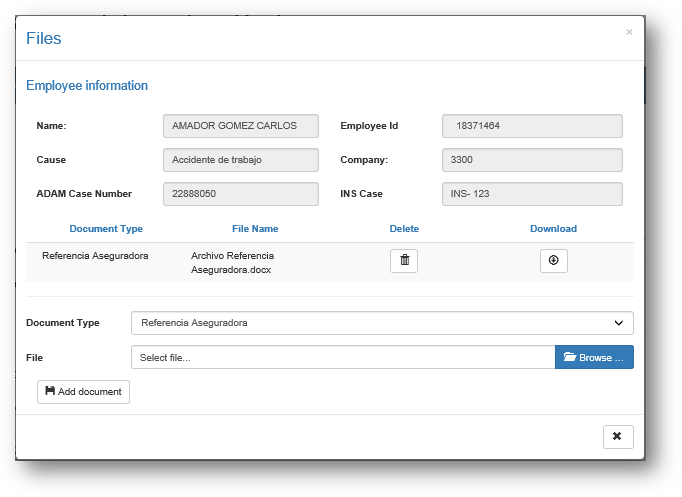 Files
×
Employee information
Name: AMADOR GOMEZ CARLOS Employee Id 18371464
Cause Accidente de trabajo Company: 3300
ADAM Case Number 22888050 INS Case INS- 123
Document Type File Name Delete Download
Referencia Aseguradora Archivo Referencia
Aseguradora.docx
Document Type Referencia Aseguradora
File Select file... Browse ...
Add document